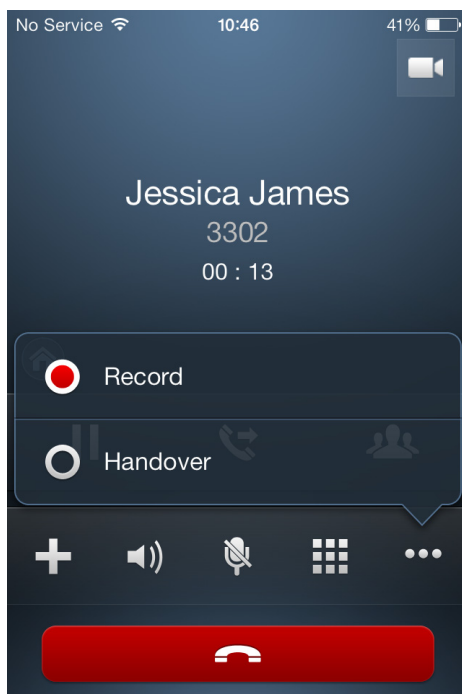 No Service 10:46 41%
Jessica James
3302
00 : 13
Record
Handover